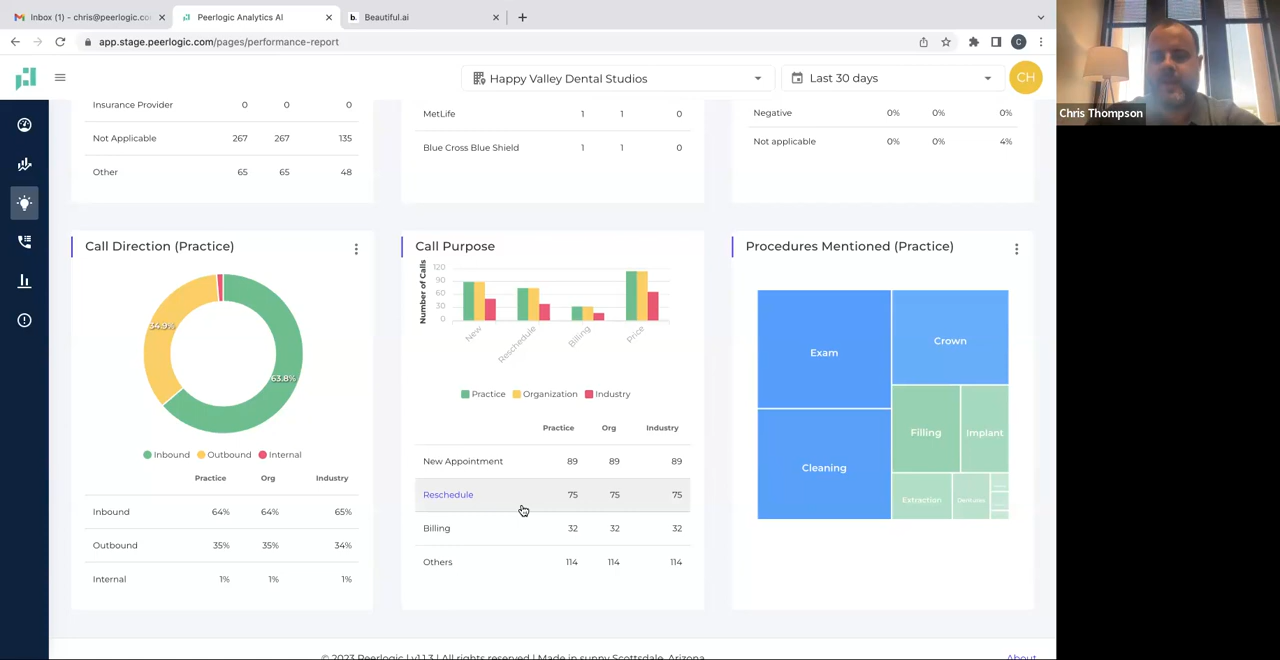 Inbox (1) – chris@peerlogic.co
Peerlogic Analytics AI
b. Beautiful.ai
app.stage.peerlogic.com/pages/performance-report
C
Happy Valley Dental Studios
Last 30 days
CH
Chris Thompson
Insurance Provider 0 0 0
Not Applicable 267 267 135
Other 65 65 48
MetLife 1 1 0
Blue Cross Blue Shield 1 1 0
Negative 0% 0% 0%
Not applicable 0% 0% 4%
Call Direction (Practice)
34.9%
63.8%
Inbound Outbound Internal
Practice Org Industry
Inbound 64% 64% 65%
Outbound 35% 35% 34%
Internal 1% 1% 1%
Call Purpose
Number of Calls
120
90
60
30
0
New Reschedule Billing Price
Practice Organization Industry
Practice Org Industry
New Appointment 89 89 89
Reschedule 75 75 75
Billing 32 32 32
Others 114 114 114
Procedures Mentioned (Practice)
Exam
Crown
Cleaning
Filling
Implant
Extraction
Dentures
© 2023 Peerlogic | v1.1.3 | All rights reserved | Made in sunny Scottsdale, Arizona
About